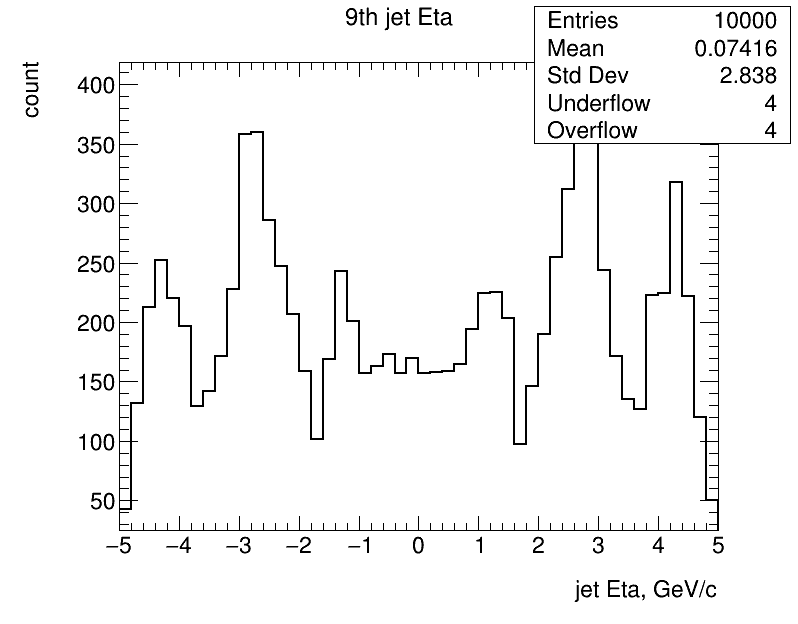 9th jet Eta
Entries 10000
Mean 0.07416
Std Dev 2.838
Underflow 4
Overflow 4
count
400
350
300
250
200
150
100
50
−5 −4 −3 −2 −1 0 1 2 3 4 5
jet Eta, GeV/c